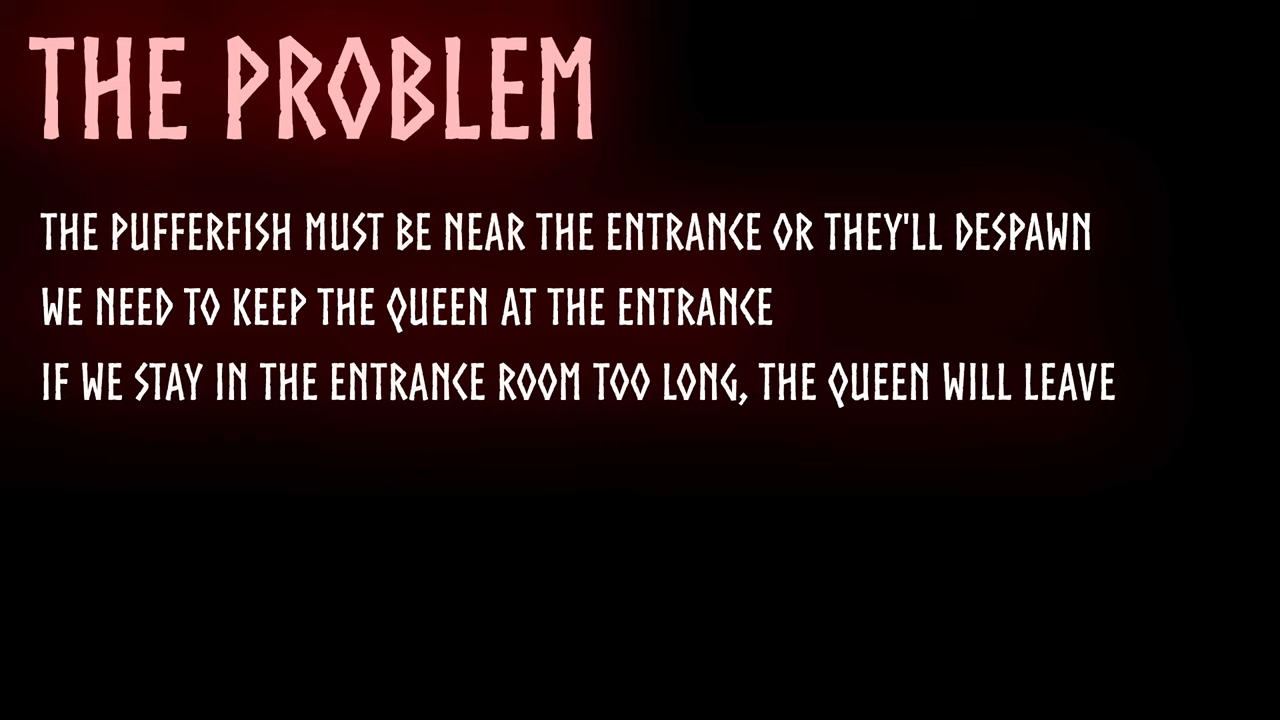 THE PROBLEM
THE PUFFERFISH MUST BE NEAR THE ENTRANCE OR THEY'LL DESPAWN
WE NEED TO KEEP THE QUEEN AT THE ENTRANCE
IF WE STAY IN THE ENTRANCE ROOM TOO LONG, THE QUEEN WILL LEAVE